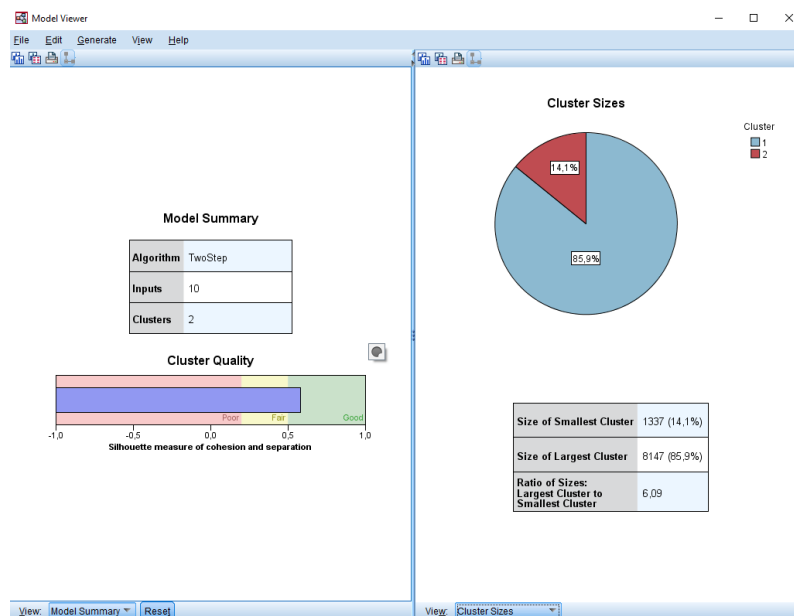 Model Viewer
File Edit Generate View Help
Model Summary
Algorithm TwoStep
Inputs 10
Clusters 2
Cluster Quality
Poor Fair Good
-1,0 -0,5 0,0 0,5 1,0
Silhouette measure of cohesion and separation
View: Model Summary Reset
Cluster Sizes
Cluster
1
2
14,1%
85,9%
Size of Smallest Cluster 1337 (14,1%)
Size of Largest Cluster 8147 (85,9%)
Ratio of Sizes:
Largest Cluster to
Smallest Cluster 6,09
View: Cluster Sizes